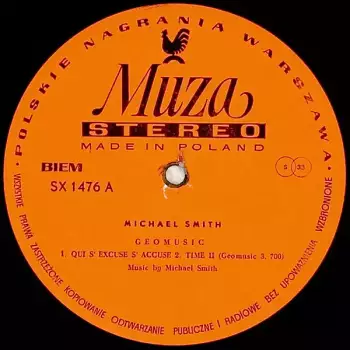 · POLSKIE NAGRANIA WARSZAWA ·
Muza
STEREO
MADE IN POLAND
BIEM
SX 1476 A
S 33
MICHAEL SMITH
GEOMUSIC
1. QUI S' EXCUSE S' ACCUSE 2. TIME II (Geomusic 3. 700)
Music by Michael Smith
WSZYSTKIE PRAWA ZASTRZEŻONE KOPIOWANIE ODTWARZANIE PUBLICZNE I RADIOWE BEZ UPOWAŻNIENIA WZBRONIONE